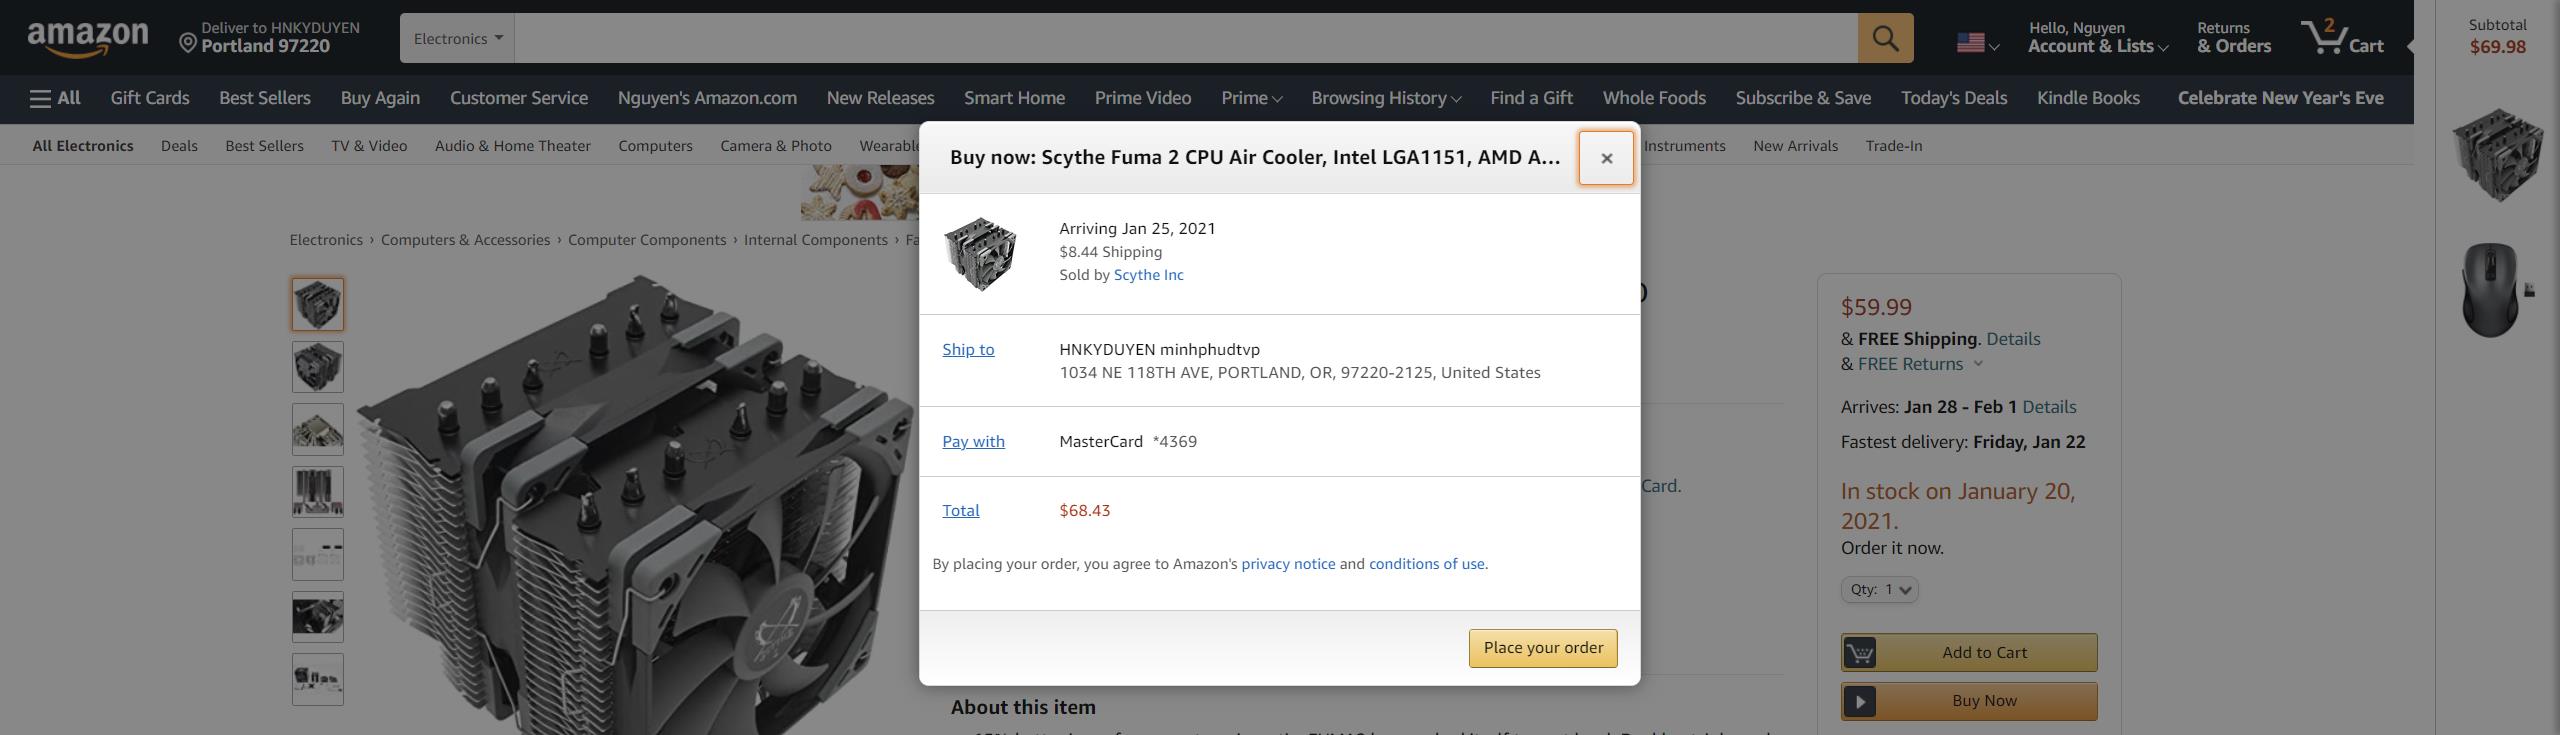 amazon
Deliver to HNKYDUYEN
Portland 97220
Electronics
Hello, Nguyen
Account & Lists
Returns
& Orders
2
Cart
Subtotal
$69.98
All
Gift Cards
Best Sellers
Buy Again
Customer Service
Nguyen's Amazon.com
New Releases
Smart Home
Prime Video
Prime
Browsing History
Find a Gift
Whole Foods
Subscribe & Save
Today's Deals
Kindle Books
Celebrate New Year's Eve
All Electronics
Deals
Best Sellers
TV & Video
Audio & Home Theater
Computers
Camera & Photo
Wearable
Instruments
New Arrivals
Trade-In
Electronics › Computers & Accessories › Computer Components › Internal Components › Fa
Buy now: Scythe Fuma 2 CPU Air Cooler, Intel LGA1151, AMD A...
Arriving Jan 25, 2021
$8.44 Shipping
Sold by Scythe Inc
Ship to
HNKYDUYEN minhphudtvp
1034 NE 118TH AVE, PORTLAND, OR, 97220-2125, United States
Pay with
MasterCard *4369
Total
$68.43
By placing your order, you agree to Amazon's privacy notice and conditions of use.
Place your order
Card.
About this item
$59.99
& FREE Shipping. Details
& FREE Returns
Arrives: Jan 28 - Feb 1 Details
Fastest delivery: Friday, Jan 22
In stock on January 20,
2021.
Order it now.
Qty: 1
Add to Cart
Buy Now